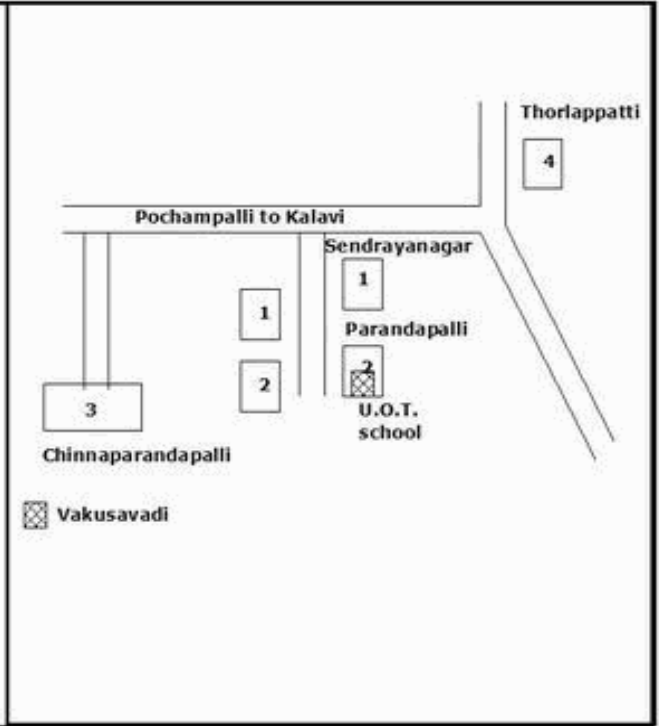 Thorlappatti
4
Pochampalli to Kalavi
Sendrayanagar
1
1
Parandapalli
2
2
3
U.O.T.
school
Chinnaparandapalli
Vakusavadi